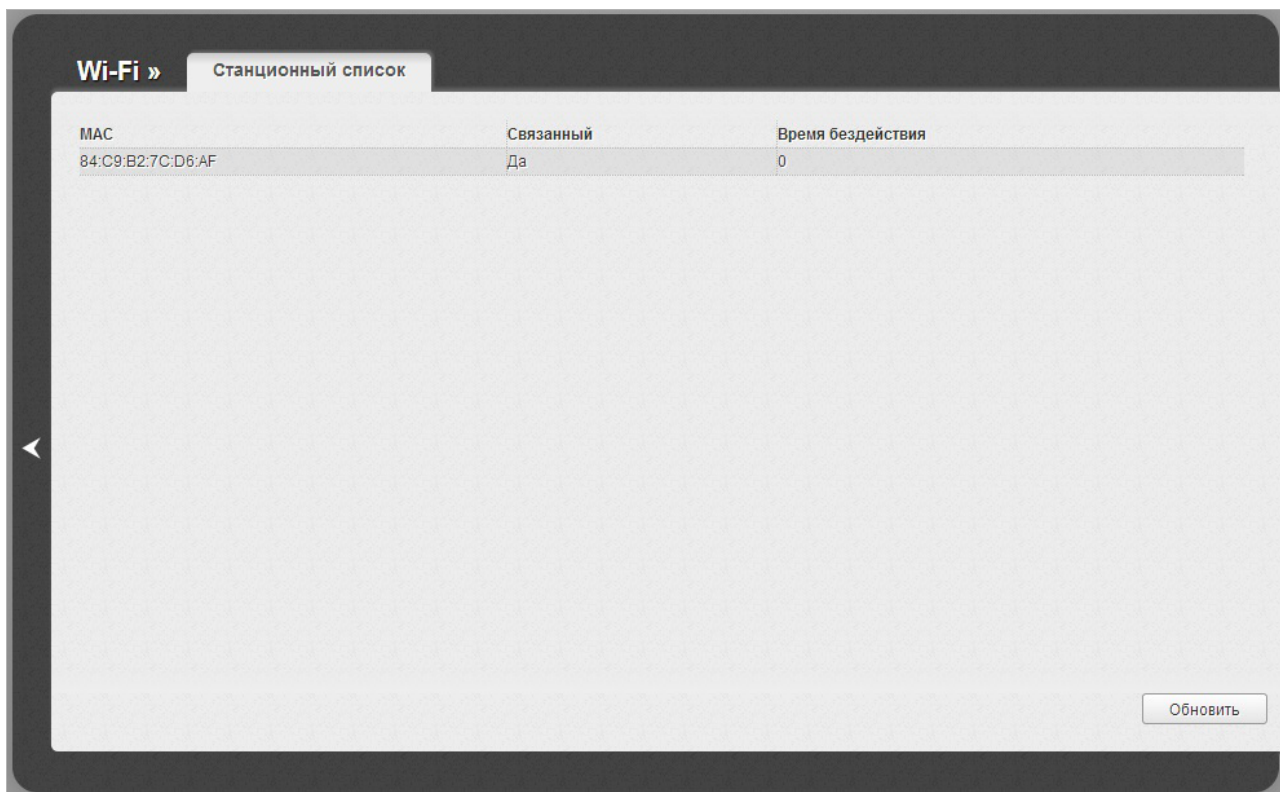 Wi-Fi » Станционный список
MAC Связанный Время бездействия
84:C9:B2:7C:D6:AF Да 0
Обновить